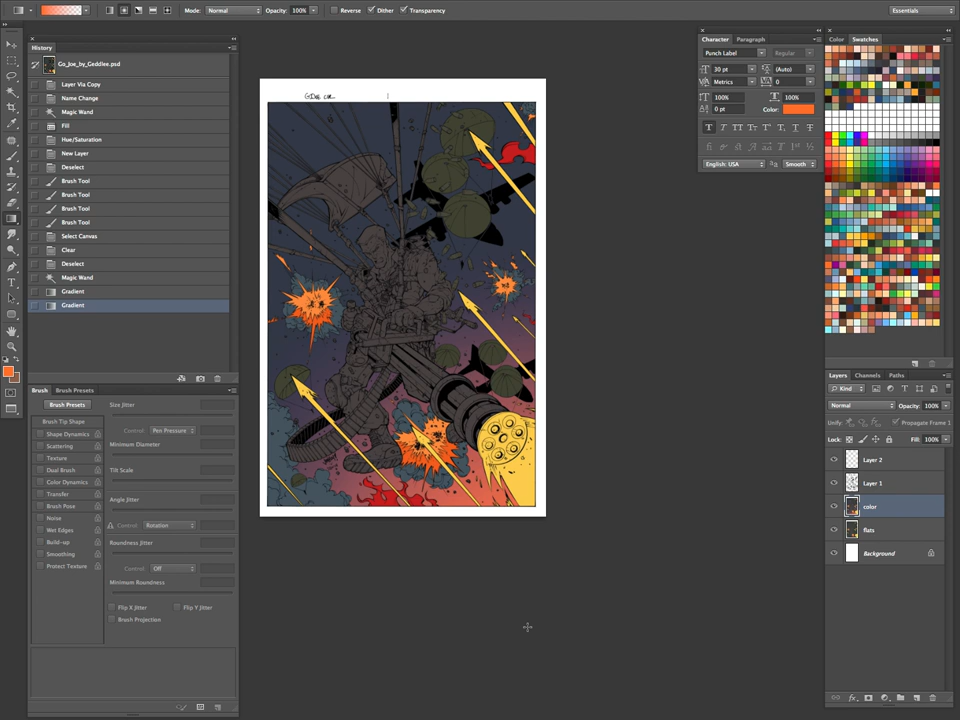 Mode: Normal Opacity: 100% Reverse Dither Transparency Essentials
History
Go_Joe_by_Geddlee.psd
Layer Via Copy
Name Change
Magic Wand
Fill
Hue/Saturation
New Layer
Deselect
Brush Tool
Brush Tool
Brush Tool
Brush Tool
Select Canvas
Clear
Deselect
Magic Wand
Gradient
Gradient
Brush Brush Presets
Brush Presets
Brush Tip Shape
Shape Dynamics
Scattering
Texture
Dual Brush
Color Dynamics
Transfer
Brush Pose
Noise
Wet Edges
Build-up
Smoothing
Protect Texture
Size Jitter
Control: Pen Pressure
Minimum Diameter
Tilt Scale
Angle Jitter
Control: Rotation
Roundness Jitter
Control: Off
Minimum Roundness
Flip X Jitter Flip Y Jitter
Brush Projection
Character Paragraph
Punch Label Regular
30 pt (Auto)
Metrics 0
100% 100%
0 pt Color:
English: USA Smooth
Color Swatches
Layers Channels Paths
Kind
Normal Opacity: 100%
Unify: Propagate Frame 1
Lock: Fill: 100%
Layer 2
Layer 1
color
flats
Background